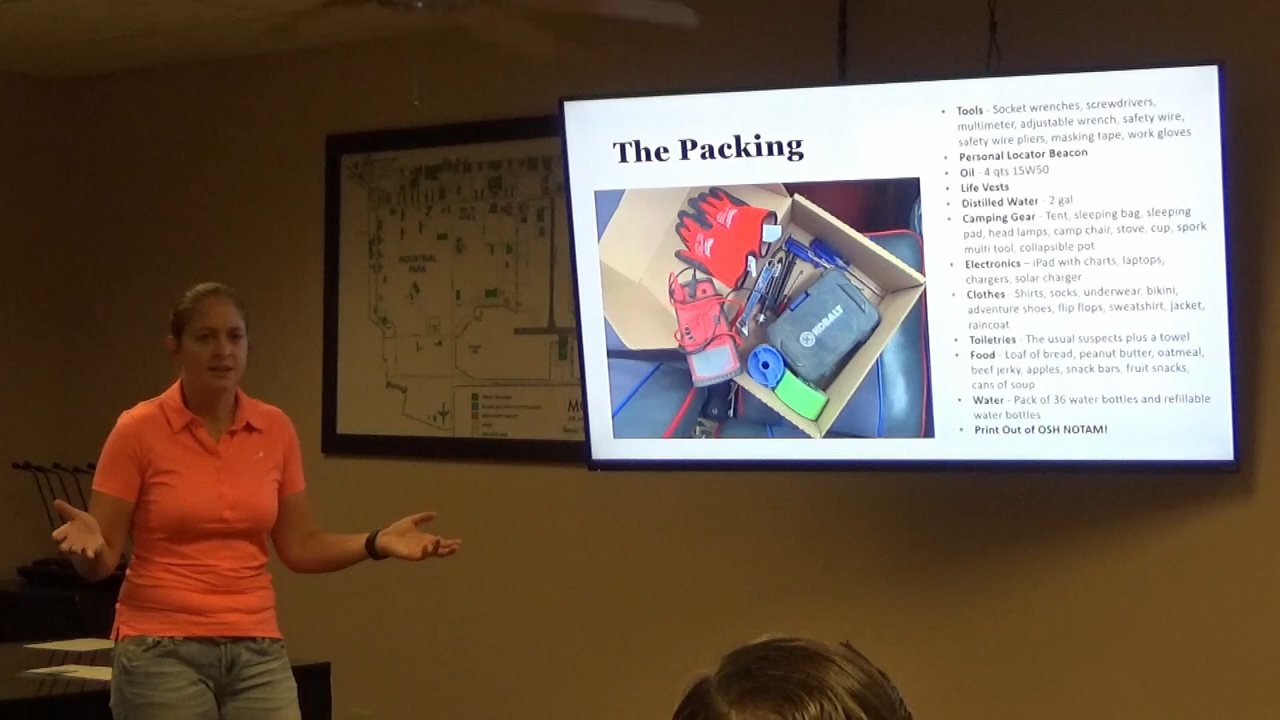 The Packing
• Tools - Socket wrenches, screwdrivers,
multimeter, adjustable wrench, safety wire,
safety wire pliers, masking tape, work gloves
• Personal Locator Beacon
• Oil - 4 qts 15W50
• Life Vests
• Distilled Water - 2 gal
• Camping Gear - Tent, sleeping bag, sleeping
pad, head lamps, camp chair, stove, cup, spork
multi tool, collapsible pot
• Electronics – iPad with charts, laptops,
chargers, solar charger
• Clothes - Shirts, socks, underwear, bikini,
adventure shoes, flip flops, sweatshirt, jacket,
raincoat
• Toiletries - The usual suspects plus a towel
• Food - Loaf of bread, peanut butter, oatmeal,
beef jerky, apples, snack bars, fruit snacks,
cans of soup
• Water - Pack of 36 water bottles and refillable
water bottles
• Print Out of OSH NOTAM!
KOBALT
INDUSTRIAL
PARK